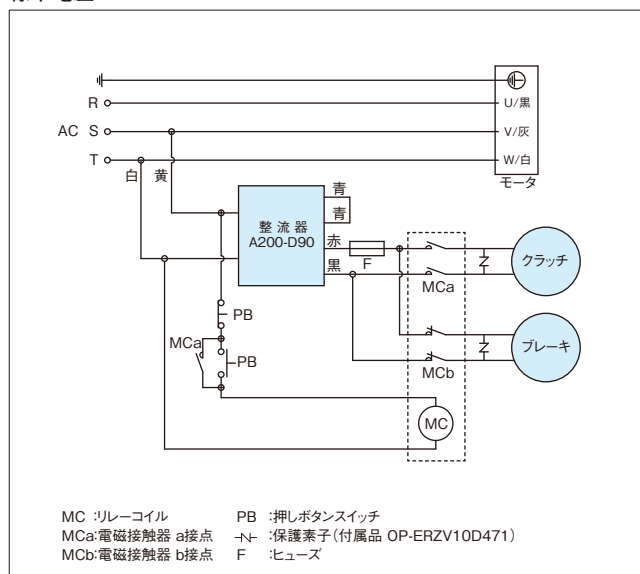 R
AC S
T
白
黄
U/黒
V/灰
W/白
モータ
整流器
A200-D90
青
青
赤
黒
F
MCa
クラッチ
PB
MCa
PB
MCb
ブレーキ
MC
MC :リレーコイル
PB :押しボタンスイッチ
MCa:電磁接触器 a接点
:保護素子(付属品 OP-ERZV10D471)
MCb:電磁接触器 b接点
F :ヒューズ